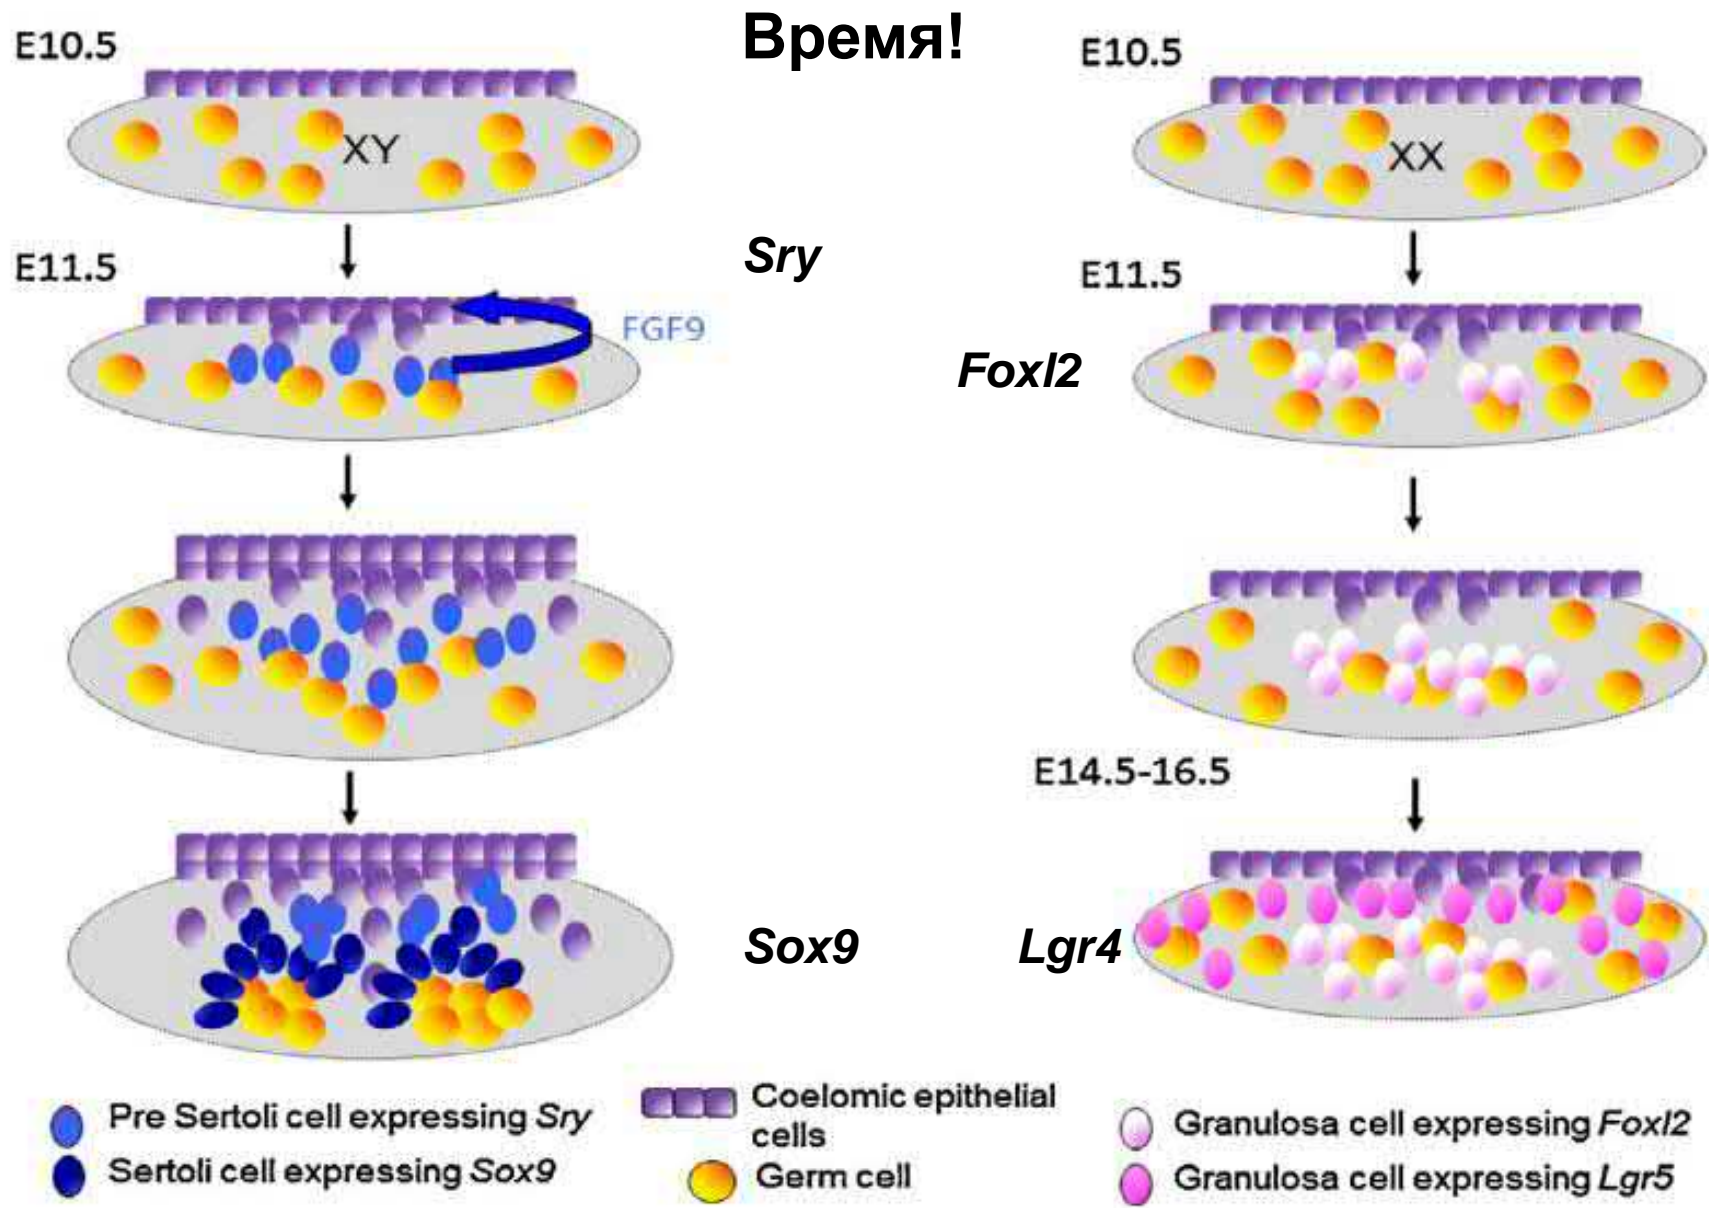 Время!
E10.5
XY
E10.5
XX
E11.5
Sry
E11.5
FGF9
Foxl2
E14.5-16.5
Sox9
Lgr4
Pre Sertoli cell expressing Sry
Sertoli cell expressing Sox9
Coelomic epithelial
cells
Germ cell
Granulosa cell expressing Foxl2
Granulosa cell expressing Lgr5